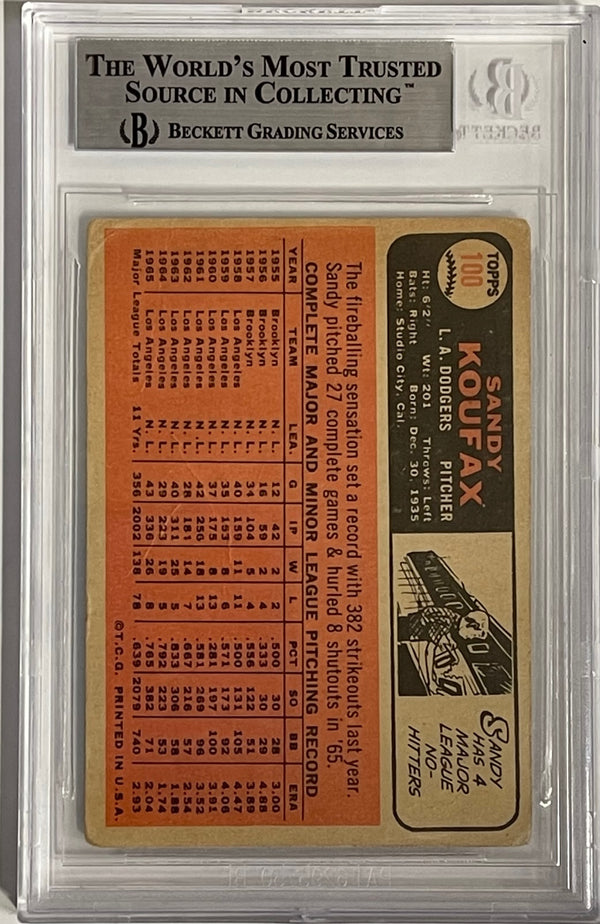 THE WORLD'S MOST TRUSTED
SOURCE IN COLLECTING™
(B) BECKETT GRADING SERVICES
BECKETT
TOPPS
100
SANDY
KOUFAX
L. A. DODGERS PITCHER
Ht: 6'2" Wt: 201 Throws: Left
Bats: Right Born: Dec. 30, 1935
Home: Studio City, Cal.
SANDY
HAS 4
MAJOR
LEAGUE
NO-
HITTERS
The fireballing sensation set a record with 382 strikeouts last year.
Sandy pitched 27 complete games & hurled 8 shutouts in '65.
COMPLETE MAJOR AND MINOR LEAGUE PITCHING RECORD
YEAR TEAM LEA. G IP W L PCT SO BB ERA
1955 Brooklyn N. L. 12 42 2 2 .500 30 28 3.00
1956 Brooklyn N. L. 16 59 2 4 .333 30 29 4.88
1957 Brooklyn N. L. 34 104 5 4 .556 122 51 3.89
1958 Los Angeles N. L. 40 159 11 11 .500 131 105 4.47
1959 Los Angeles N. L. 35 153 8 6 .571 173 92 4.06
1960 Los Angeles N. L. 37 175 8 13 .381 197 100 3.91
1961 Los Angeles N. L. 42 256 18 13 .581 269 96 3.52
1962 Los Angeles N. L. 28 184 14 7 .667 216 57 2.54
1963 Los Angeles N. L. 40 311 25 5 .833 306 58 1.88
1964 Los Angeles N. L. 29 223 19 5 .792 223 53 1.74
1965 Los Angeles N. L. 43 336 26 8 .765 382 71 2.04
Major League Totals 11 Yrs. 356 2002 138 78 .639 2079 740 2.93
©T.C.G. PRINTED IN U.S.A.